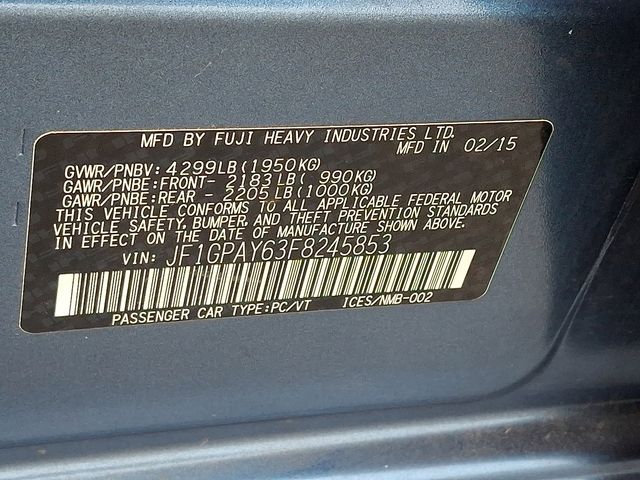 MFD BY FUJI HEAVY INDUSTRIES LTD.
MFD IN 02/15
GVWR/PNBV: 4299LB(1950KG)
GAWR/PNBE:FRONT- 2183LB( 990KG)
GAWR/PNBE:REAR - 2205LB(1000KG)
THIS VEHICLE CONFORMS TO ALL APPLICABLE FEDERAL MOTOR
VEHICLE SAFETY, BUMPER, AND THEFT PREVENTION STANDARDS
IN EFFECT ON THE DATE OF MANUFACTURE SHOWN ABOVE.
VIN: JF1GPAY63F8245853
PASSENGER CAR TYPE:PC/VT ICES/NMB-002